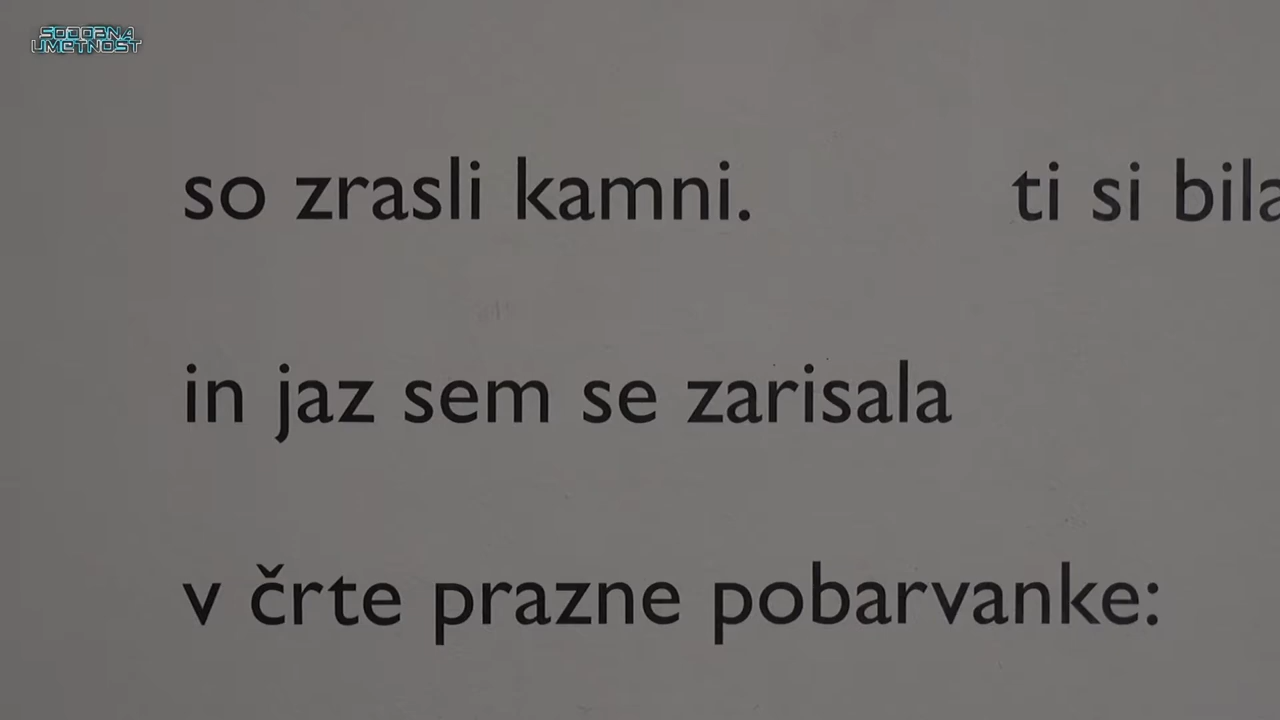 SODOBNA
UMETNOST
so zrasli kamni.
ti si bila
in jaz sem se zarisala
v črte prazne pobarvanke: